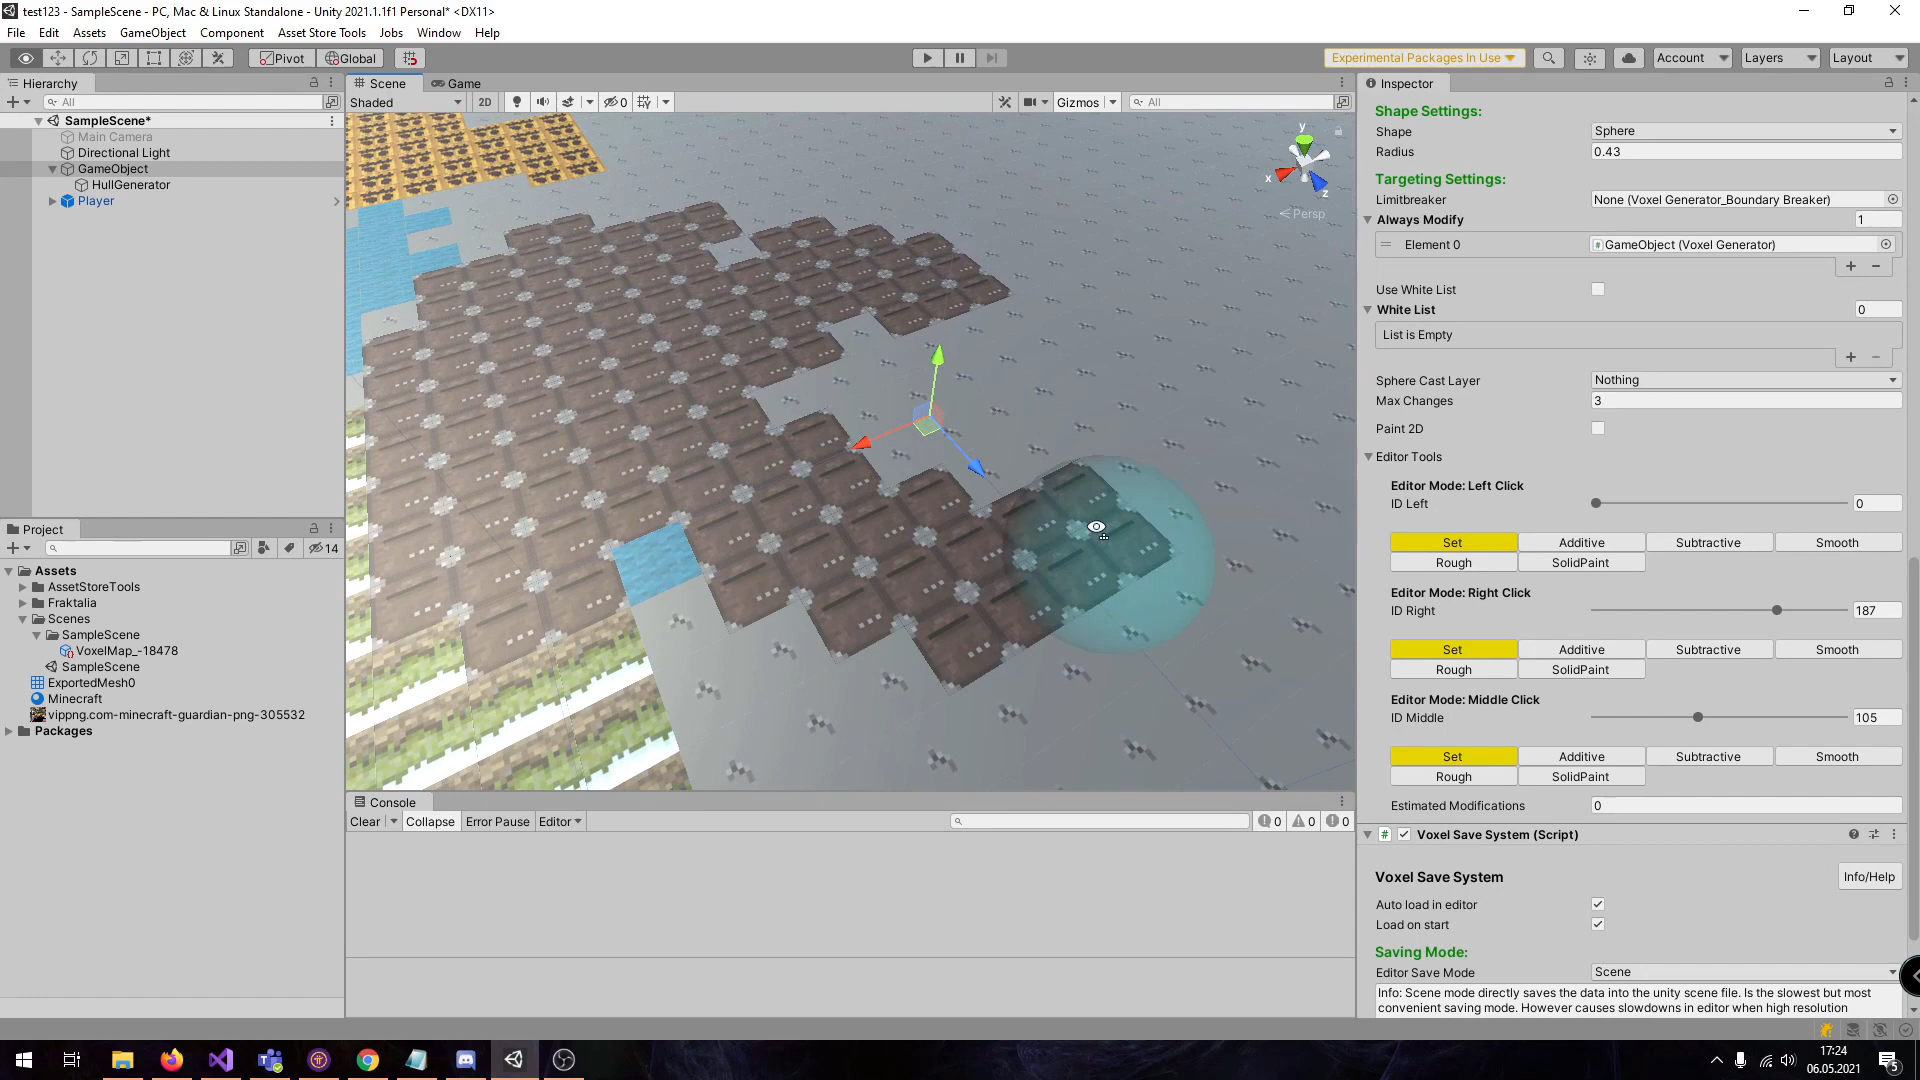 test123 - SampleScene - PC, Mac & Linux Standalone - Unity 2021.1.1f1 Personal* <DX11>
File Edit Assets GameObject Component Asset Store Tools Jobs Window Help
Pivot Global Experimental Packages In Use Account Layers Layout
Hierarchy
All
SampleScene*
Main Camera
Directional Light
GameObject
HullGenerator
Player
Project
14
Assets
AssetStoreTools
Fraktalia
Scenes
SampleScene
VoxelMap_-18478
SampleScene
ExportedMesh0
Minecraft
vippng.com-minecraft-guardian-png-305532
Packages
Scene Game
Shaded 2D 0 Gizmos All
y
x
z
Persp
Console
Clear Collapse Error Pause Editor 0 0 0
Inspector
Shape Settings:
Shape Sphere
Radius 0.43
Targeting Settings:
Limitbreaker None (Voxel Generator_Boundary Breaker)
Always Modify 1
Element 0 GameObject (Voxel Generator)
Use White List
White List 0
List is Empty
Sphere Cast Layer Nothing
Max Changes 3
Paint 2D
Editor Tools
Editor Mode: Left Click
ID Left 0
Set Additive Subtractive Smooth
Rough SolidPaint
Editor Mode: Right Click
ID Right 187
Set Additive Subtractive Smooth
Rough SolidPaint
Editor Mode: Middle Click
ID Middle 105
Set Additive Subtractive Smooth
Rough SolidPaint
Estimated Modifications 0
Voxel Save System (Script)
Voxel Save System Info/Help
Auto load in editor
Load on start
Saving Mode:
Editor Save Mode Scene
Info: Scene mode directly saves the data into the unity scene file. Is the slowest but most
convenient saving mode. However causes slowdowns in editor when high resolution
17:24
06.05.2021
5